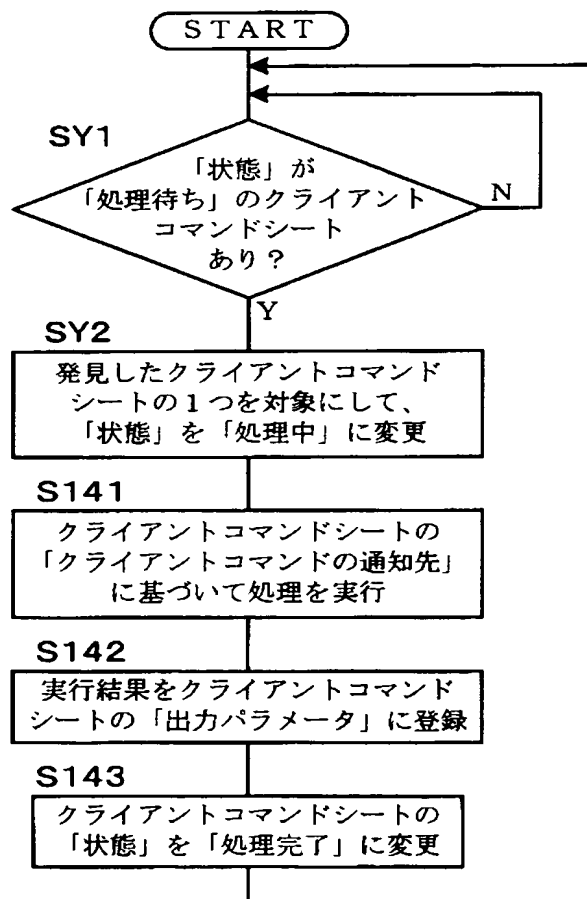 START
SY1
「状態」が
「処理待ち」のクライアント
コマンドシート
あり？
N
Y
SY2
発見したクライアントコマンド
シートの１つを対象にして、
「状態」を「処理中」に変更
S141
クライアントコマンドシートの
「クライアントコマンドの通知先」
に基づいて処理を実行
S142
実行結果をクライアントコマンド
シートの「出力パラメータ」に登録
S143
クライアントコマンドシートの
「状態」を「処理完了」に変更